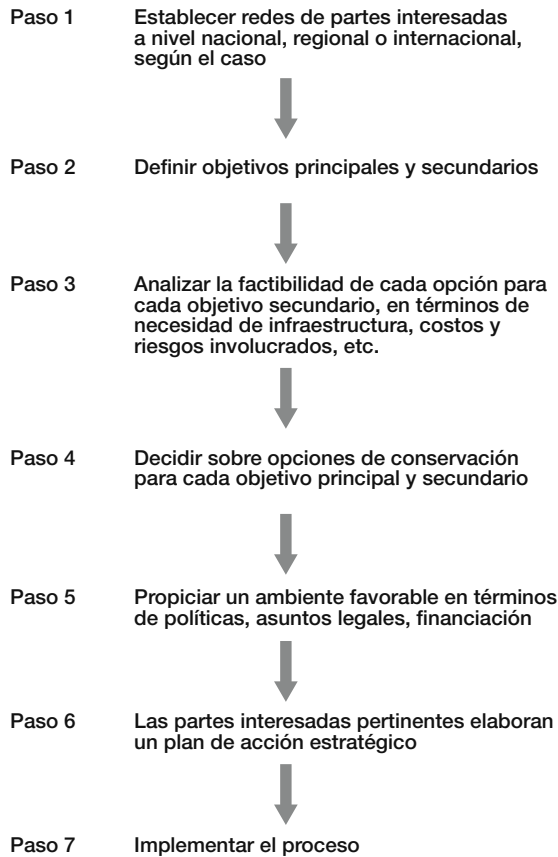 Paso 1 Establecer redes de partes interesadas
a nivel nacional, regional o internacional,
según el caso
Paso 2 Definir objetivos principales y secundarios
Paso 3 Analizar la factibilidad de cada opción para
cada objetivo secundario, en términos de
necesidad de infraestructura, costos y
riesgos involucrados, etc.
Paso 4 Decidir sobre opciones de conservación
para cada objetivo principal y secundario
Paso 5 Propiciar un ambiente favorable en términos
de políticas, asuntos legales, financiación
Paso 6 Las partes interesadas pertinentes elaboran
un plan de acción estratégico
Paso 7 Implementar el proceso